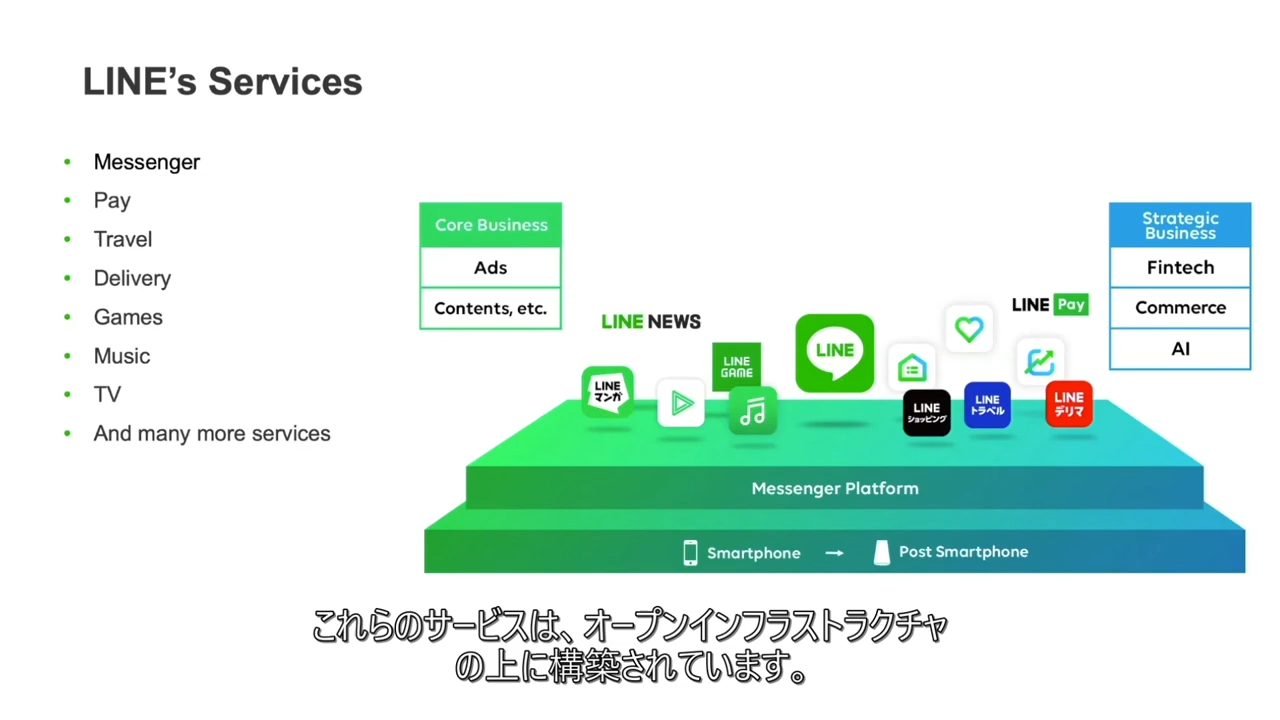 LINE's Services
• Messenger
• Pay
• Travel
• Delivery
• Games
• Music
• TV
• And many more services
Core Business
Ads
Contents, etc.
Strategic
Business
Fintech
Commerce
AI
LINE NEWS
LINE Pay
LINE
マンガ
LINE
GAME
LINE
LINE
ショッピング
LINE
トラベル
LINE
デリマ
Messenger Platform
Smartphone → Post Smartphone
これらのサービスは、オープンインフラストラクチャ
の上に構築されています。